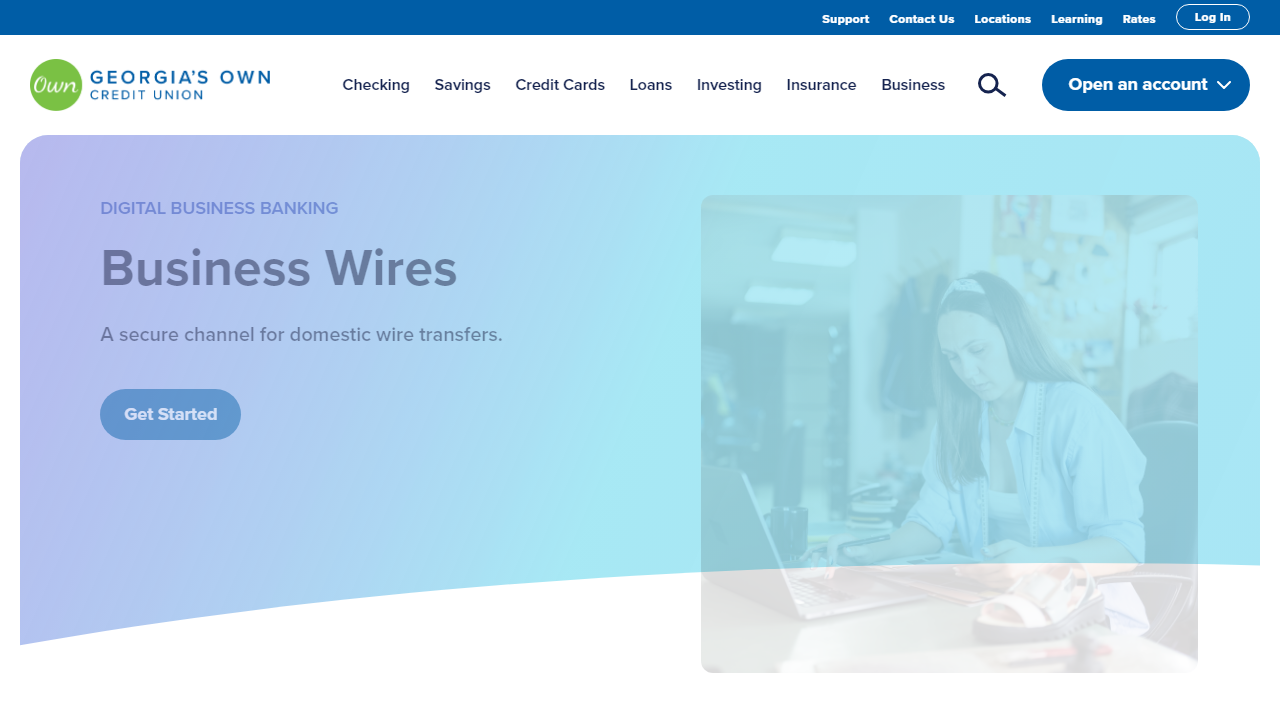 Support Contact Us Locations Learning Rates Log In
Own GEORGIA'S OWN
CREDIT UNION
Checking Savings Credit Cards Loans Investing Insurance Business Open an account
DIGITAL BUSINESS BANKING
Business Wires
A secure channel for domestic wire transfers.
Get Started